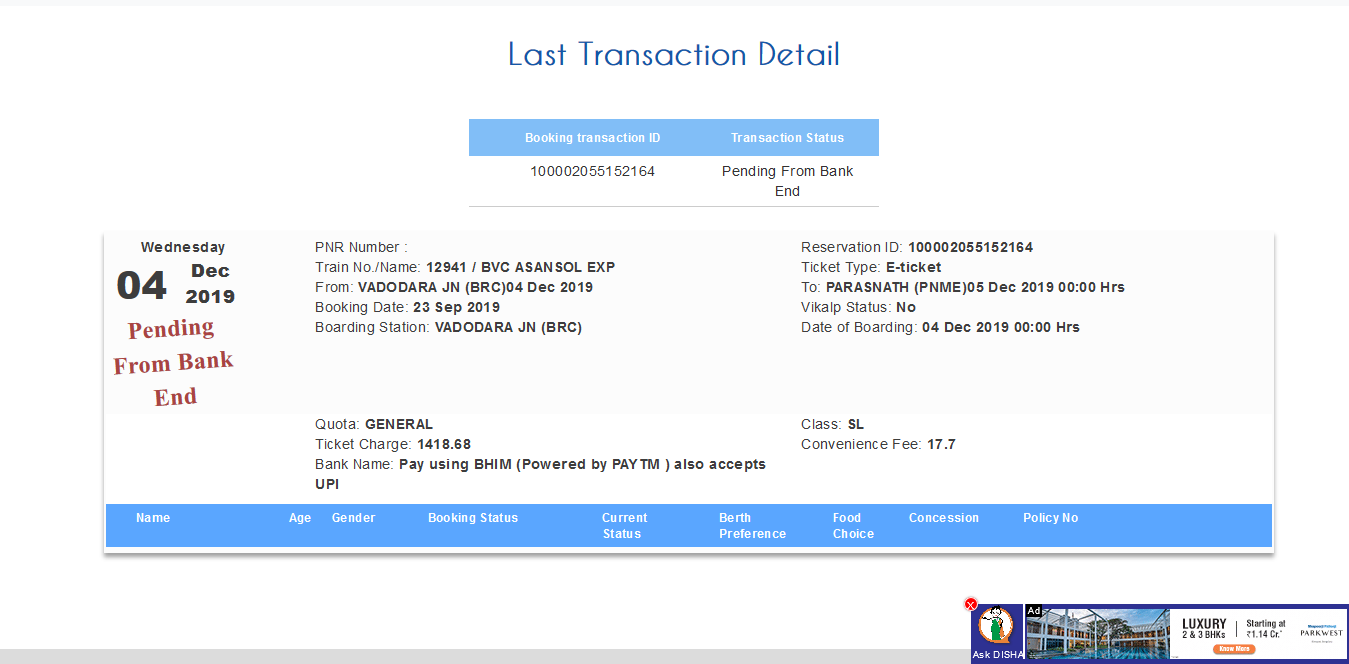 Last Transaction Detail
Booking transaction ID Transaction Status
100002055152164 Pending From Bank
End
Wednesday
04 Dec
2019
Pending
From Bank
End
PNR Number :
Train No./Name: 12941 / BVC ASANSOL EXP
From: VADODARA JN (BRC)04 Dec 2019
Booking Date: 23 Sep 2019
Boarding Station: VADODARA JN (BRC)
Reservation ID: 100002055152164
Ticket Type: E-ticket
To: PARASNATH (PNME)05 Dec 2019 00:00 Hrs
Vikalp Status: No
Date of Boarding: 04 Dec 2019 00:00 Hrs
Quota: GENERAL
Ticket Charge: 1418.68
Bank Name: Pay using BHIM (Powered by PAYTM ) also accepts
UPI
Class: SL
Convenience Fee: 17.7
Name Age Gender Booking Status Current Berth Food Concession Policy No
Status Preference Choice
X
Ask DISHA
Ad
LUXURY
2 & 3 BHKs
Starting at
₹1.14 Cr.*
Know More
PARKWEST